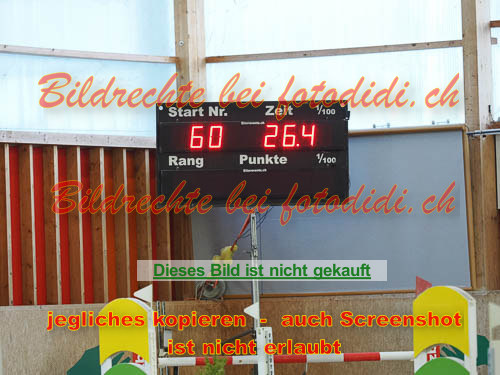 Bildrechte bei fotodidi.ch
Start Nr. Zeit 1/100
60 26.4
Rang Punkte 1/100
Bildrechte bei fotodidi.ch
Dieses Bild ist nicht gekauft
jegliches kopieren - auch Screenshot
ist nicht erlaubt